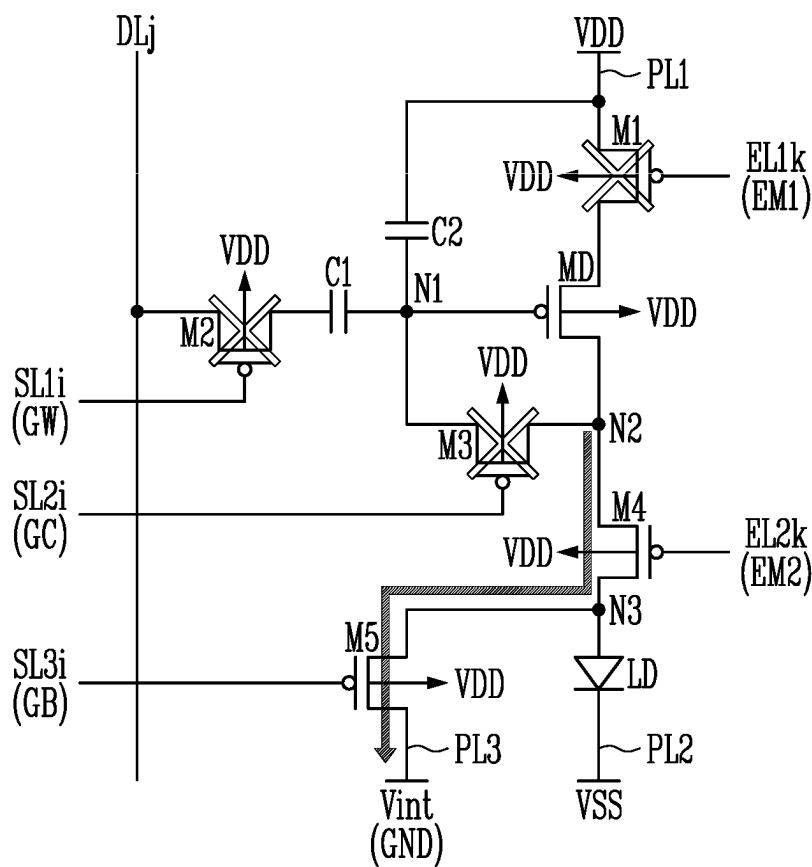 DLj
VDD
PL1
M1
EL1k
(EM1)
VDD
C2
VDD
C1
N1
MD
M2
VDD
SL1i
(GW)
VDD
M3
N2
SL2i
(GC)
M4
VDD
EL2k
(EM2)
N3
M5
SL3i
(GB)
VDD
LD
PL3
PL2
Vint
(GND)
VSS